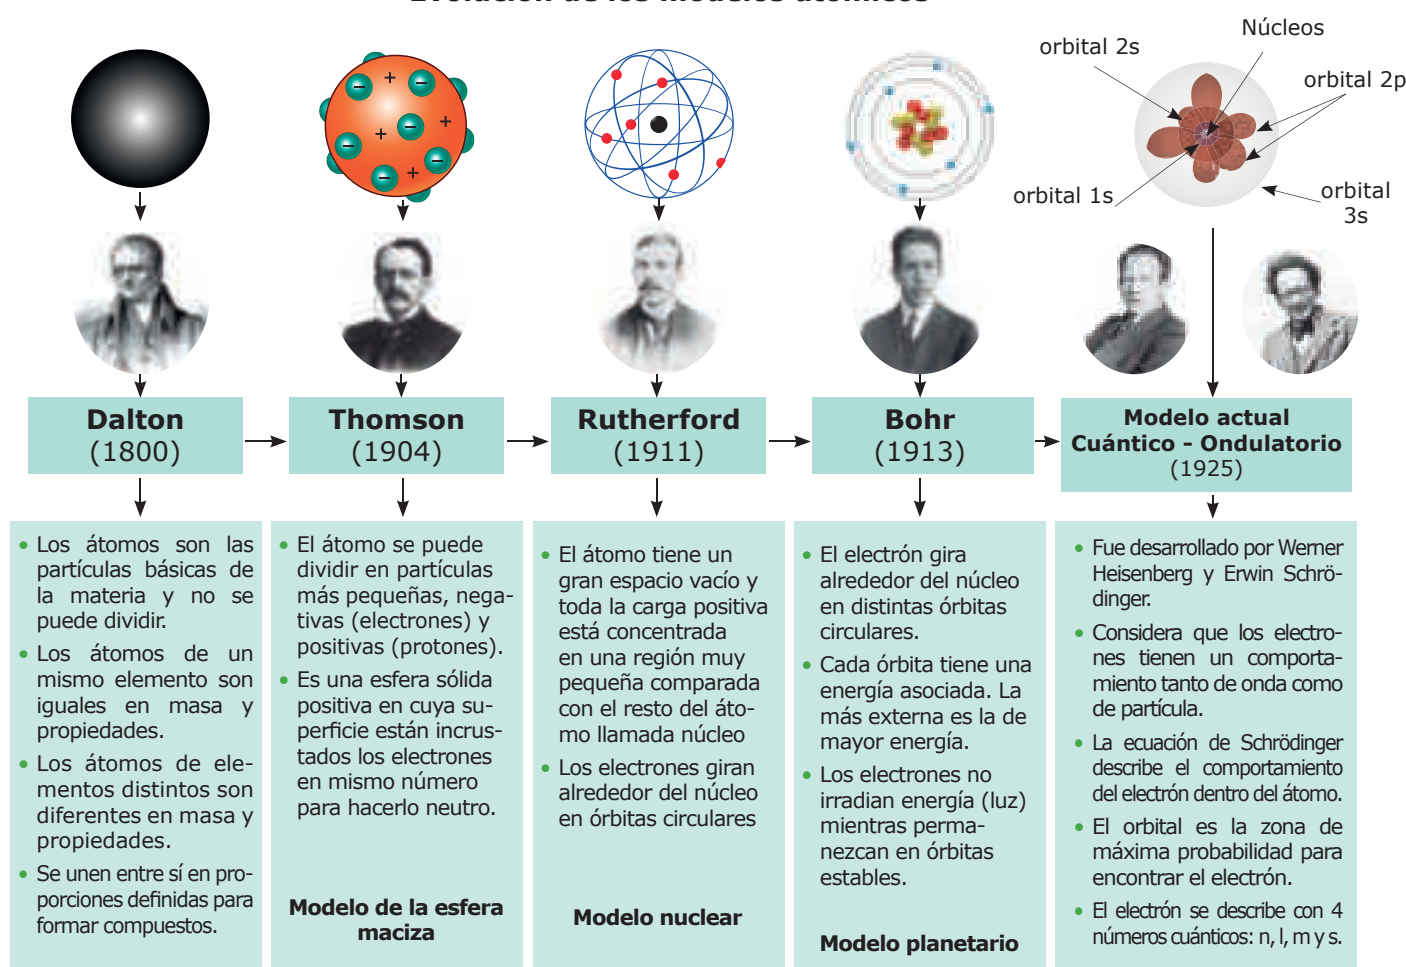 Evolución de los modelos atómicos
Núcleos
orbital 2s
orbital 2p
orbital 1s
orbital
3s
Dalton
(1800)
Thomson
(1904)
Rutherford
(1911)
Bohr
(1913)
Modelo actual
Cuántico - Ondulatorio
(1925)
• Los átomos son las
partículas básicas de
la materia y no se
puede dividir.
• Los átomos de un
mismo elemento son
iguales en masa y
propiedades.
• Los átomos de ele-
mentos distintos son
diferentes en masa y
propiedades.
• Se unen entre sí en pro-
porciones definidas para
formar compuestos.
• El átomo se puede
dividir en partículas
más pequeñas, nega-
tivas (electrones) y
positivas (protones).
• Es una esfera sólida
positiva en cuya su-
perficie están incrus-
tados los electrones
en mismo número
para hacerlo neutro.
Modelo de la esfera
maciza
• El átomo tiene un
gran espacio vacío y
toda la carga positiva
está concentrada
en una región muy
pequeña comparada
con el resto del áto-
mo llamada núcleo
• Los electrones giran
alrededor del núcleo
en órbitas circulares
Modelo nuclear
• El electrón gira
alrededor del núcleo
en distintas órbitas
circulares.
• Cada órbita tiene una
energía asociada. La
más externa es la de
mayor energía.
• Los electrones no
irradian energía (luz)
mientras perma-
nezcan en órbitas
estables.
Modelo planetario
• Fue desarrollado por Werner
Heisenberg y Erwin Schrö-
dinger.
• Considera que los electro-
nes tienen un comporta-
miento tanto de onda como
de partícula.
• La ecuación de Schrödinger
describe el comportamiento
del electrón dentro del átomo.
• El orbital es la zona de
máxima probabilidad para
encontrar el electrón.
• El electrón se describe con 4
números cuánticos: n, l, m y s.